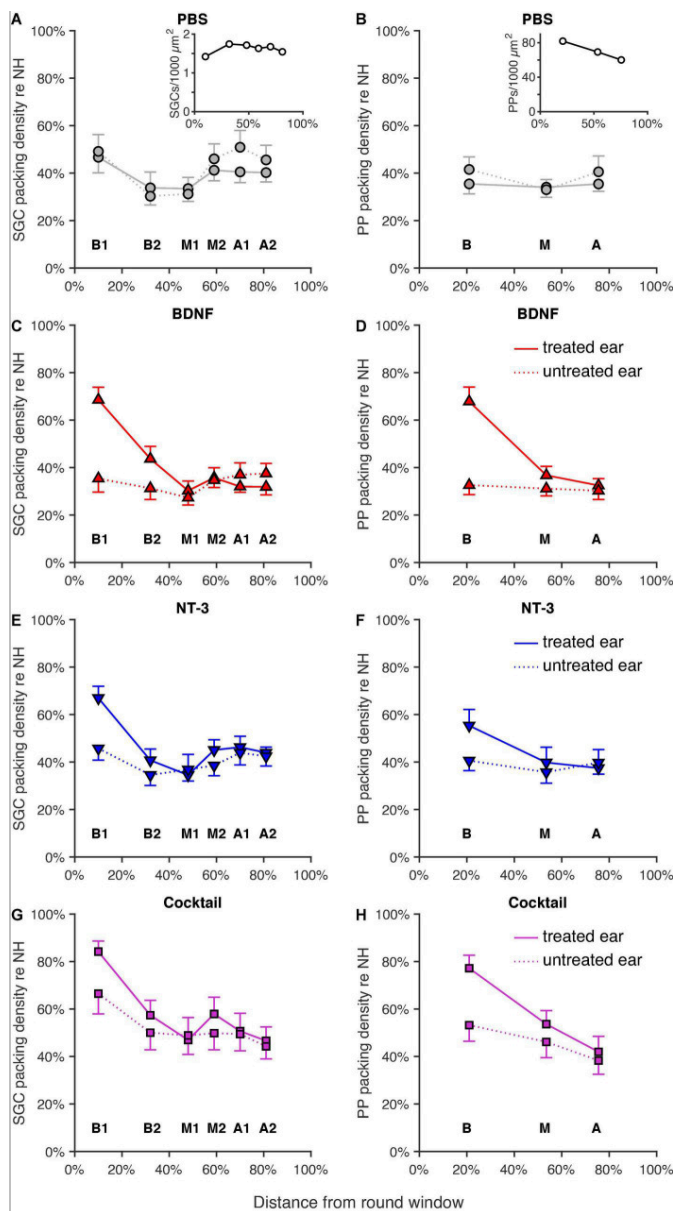 A PBS
B PBS
100%
80%
60%
40%
20%
0%
SGC packing density re NH
2
1.5
1
0.5
0
SGCs/1000 µm²
0% 50% 100%
B1 B2 M1 M2 A1 A2
0% 20% 40% 60% 80% 100%
100%
80%
60%
40%
20%
0%
PP packing density re NH
80
60
40
20
0
PPs/1000 µm²
0% 50% 100%
B M A
0% 20% 40% 60% 80% 100%
C BDNF
100%
80%
60%
40%
20%
0%
SGC packing density re NH
B1 B2 M1 M2 A1 A2
0% 20% 40% 60% 80% 100%
D BDNF
100%
80%
60%
40%
20%
0%
PP packing density re NH
treated ear
untreated ear
B M A
0% 20% 40% 60% 80% 100%
E NT-3
100%
80%
60%
40%
20%
0%
SGC packing density re NH
B1 B2 M1 M2 A1 A2
0% 20% 40% 60% 80% 100%
F NT-3
100%
80%
60%
40%
20%
0%
PP packing density re NH
treated ear
untreated ear
B M A
0% 20% 40% 60% 80% 100%
G Cocktail
100%
80%
60%
40%
20%
0%
SGC packing density re NH
B1 B2 M1 M2 A1 A2
0% 20% 40% 60% 80% 100%
H Cocktail
100%
80%
60%
40%
20%
0%
PP packing density re NH
treated ear
untreated ear
B M A
0% 20% 40% 60% 80% 100%
Distance from round window